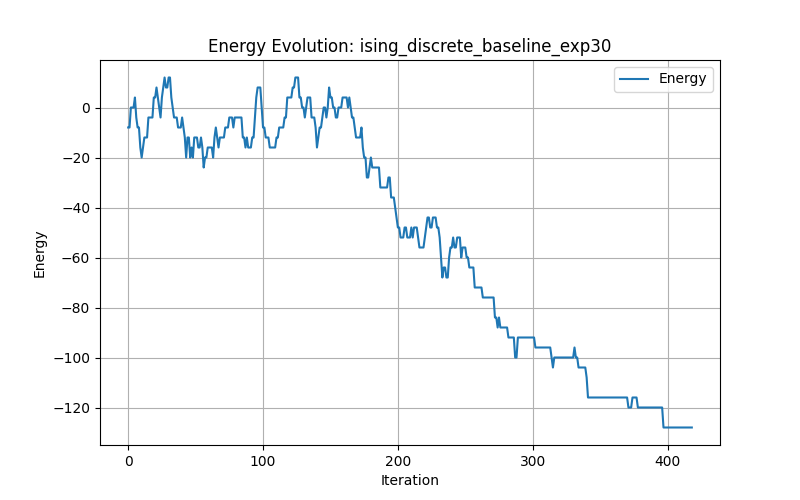 Energy Evolution: ising_discrete_baseline_exp30
Energy
0
−20
−40
−60
−80
−100
−120
Energy
0 100 200 300 400
Iteration